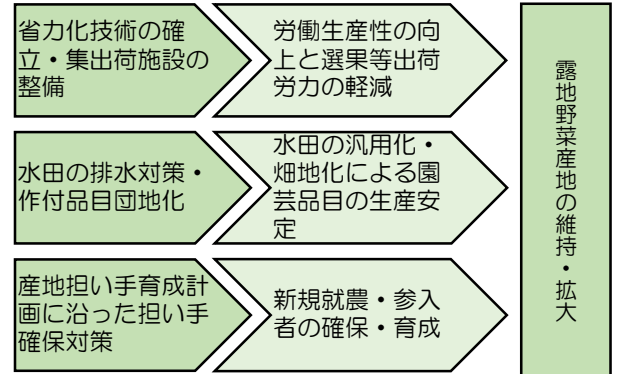 省力化技術の確
立・集出荷施設の
整備
労働生産性の向
上と選果等出荷
労力の軽減
水田の排水対策・
作付品目団地化
水田の汎用化・
畑地化による園
芸品目の生産安
定
産地担い手育成計
画に沿った担い手
確保対策
新規就農・参入
者の確保・育成
露地野菜産地の維持・拡大